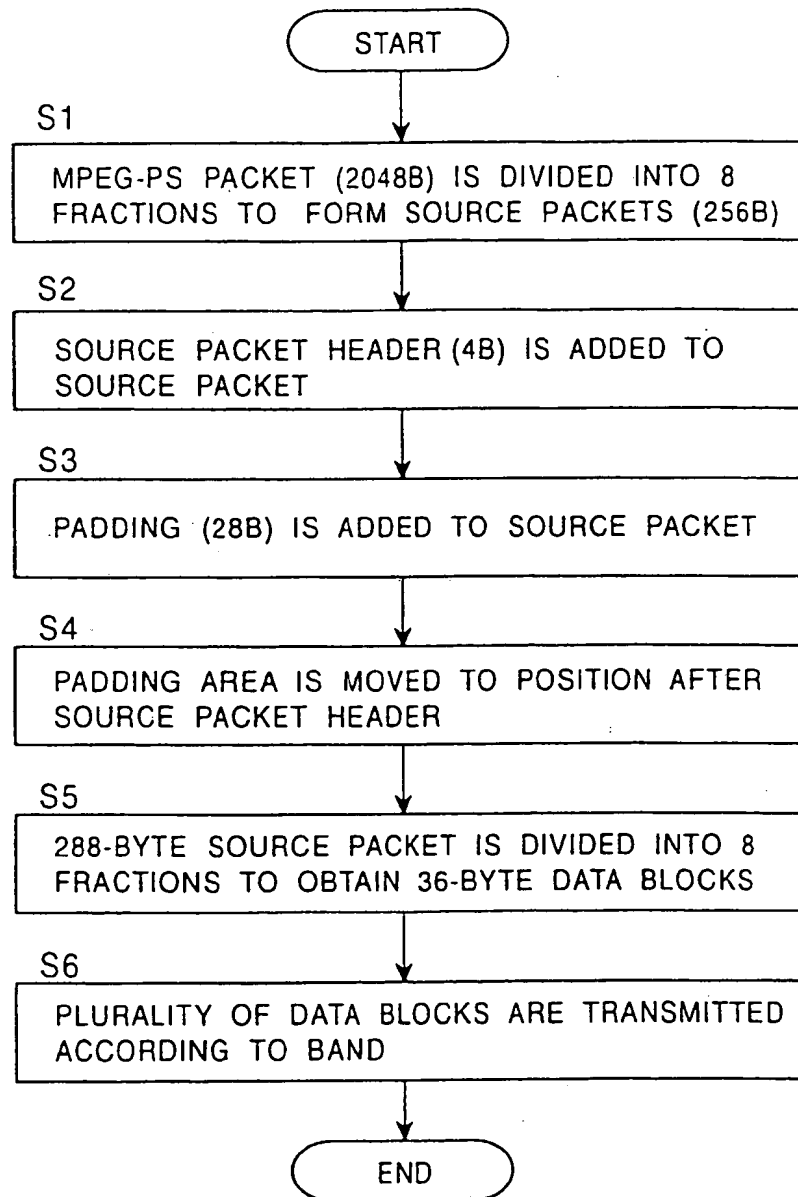 START
S1
MPEG-PS PACKET (2048B) IS DIVIDED INTO 8
FRACTIONS TO FORM SOURCE PACKETS (256B)
S2
SOURCE PACKET HEADER (4B) IS ADDED TO
SOURCE PACKET
S3
PADDING (28B) IS ADDED TO SOURCE PACKET
S4
PADDING AREA IS MOVED TO POSITION AFTER
SOURCE PACKET HEADER
S5
288-BYTE SOURCE PACKET IS DIVIDED INTO 8
FRACTIONS TO OBTAIN 36-BYTE DATA BLOCKS
S6
PLURALITY OF DATA BLOCKS ARE TRANSMITTED
ACCORDING TO BAND
END